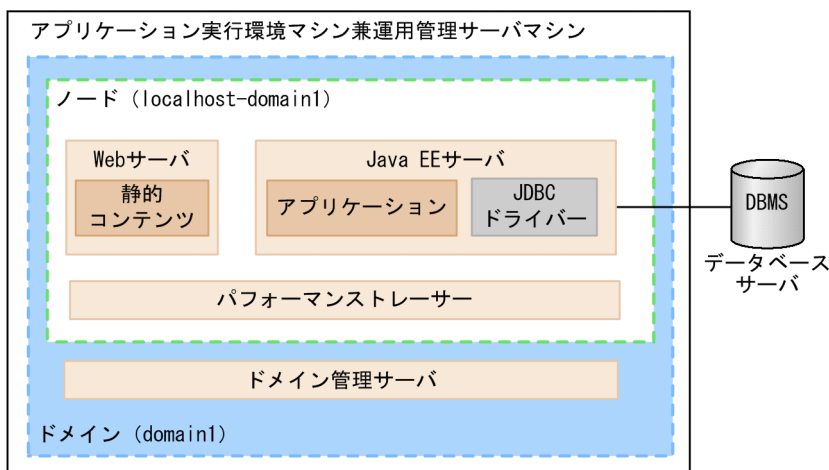 アプリケーション実行環境マシン兼運用管理サーバマシン
ノード（localhost-domain1）
Webサーバ
静的
コンテンツ
Java EEサーバ
アプリケーション
JDBC
ドライバー
DBMS
データベース
サーバ
パフォーマンストレーサー
ドメイン管理サーバ
ドメイン（domain1）